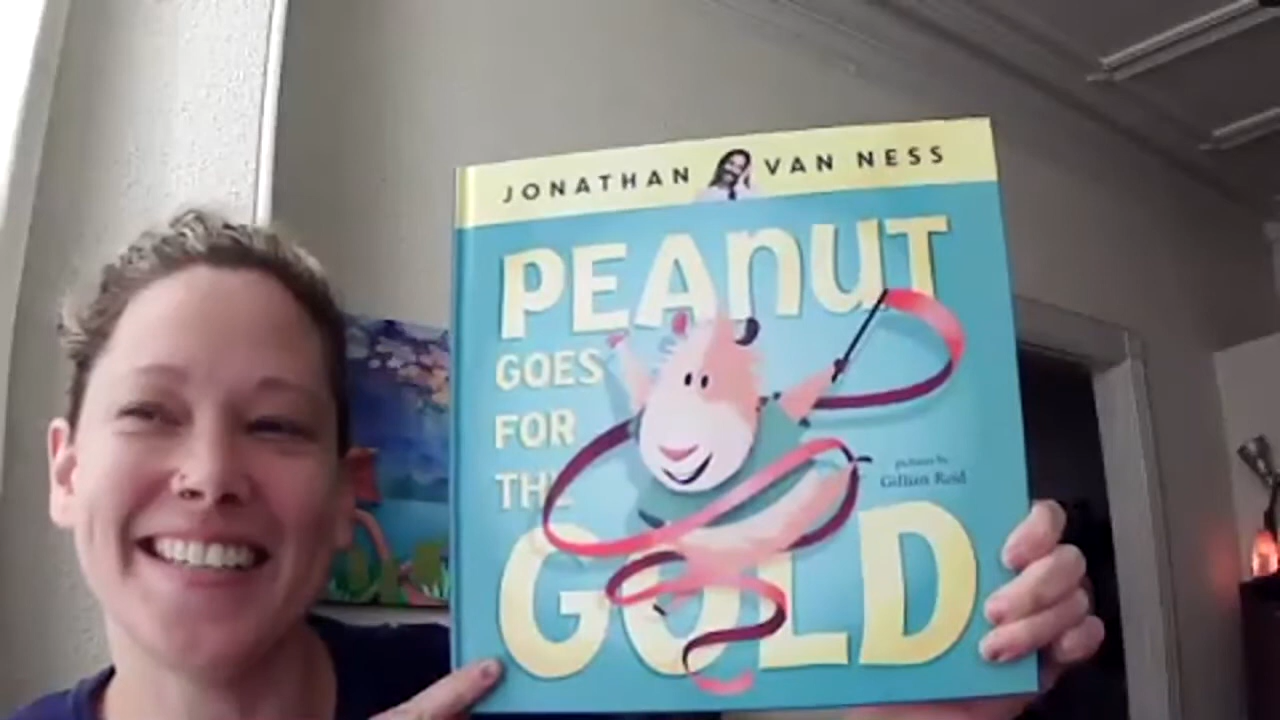 JONATHAN VAN NESS
PEANUT
GOES
FOR
THE
GOLD
pictures by
Gillian Reid